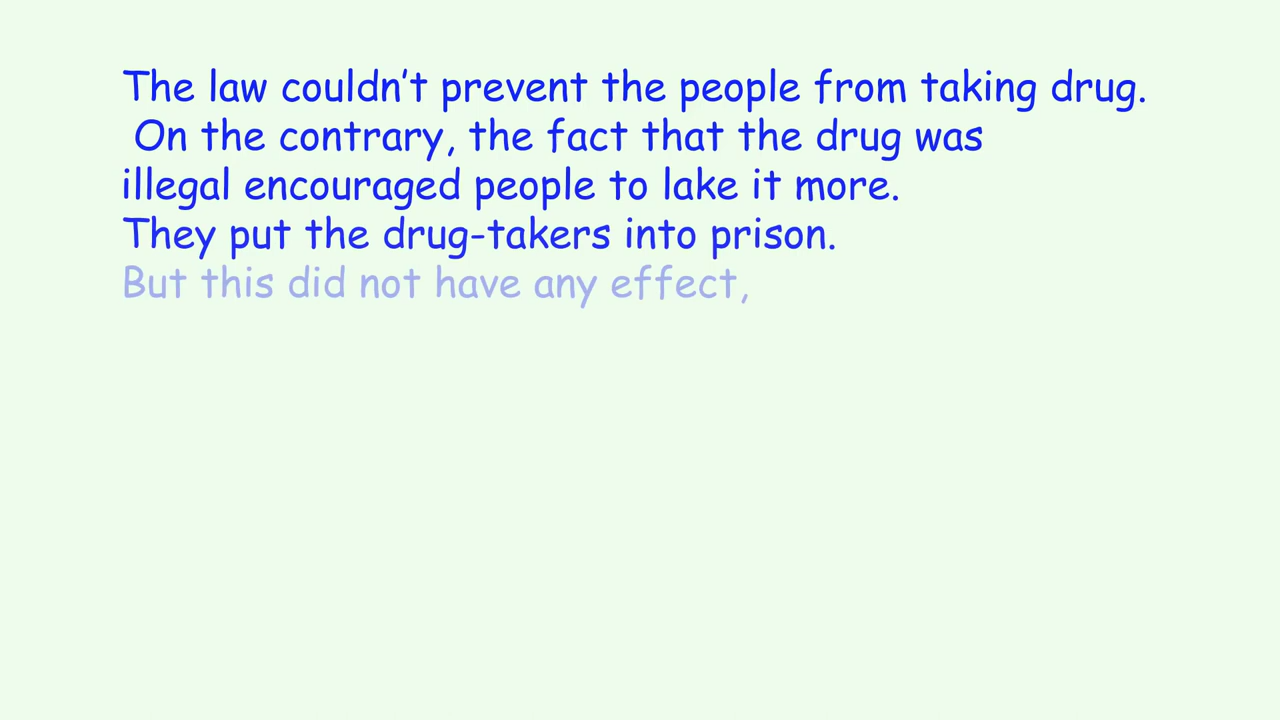 The law couldn’t prevent the people from taking drug.
On the contrary, the fact that the drug was
illegal encouraged people to lake it more.
They put the drug-takers into prison.
But this did not have any effect,